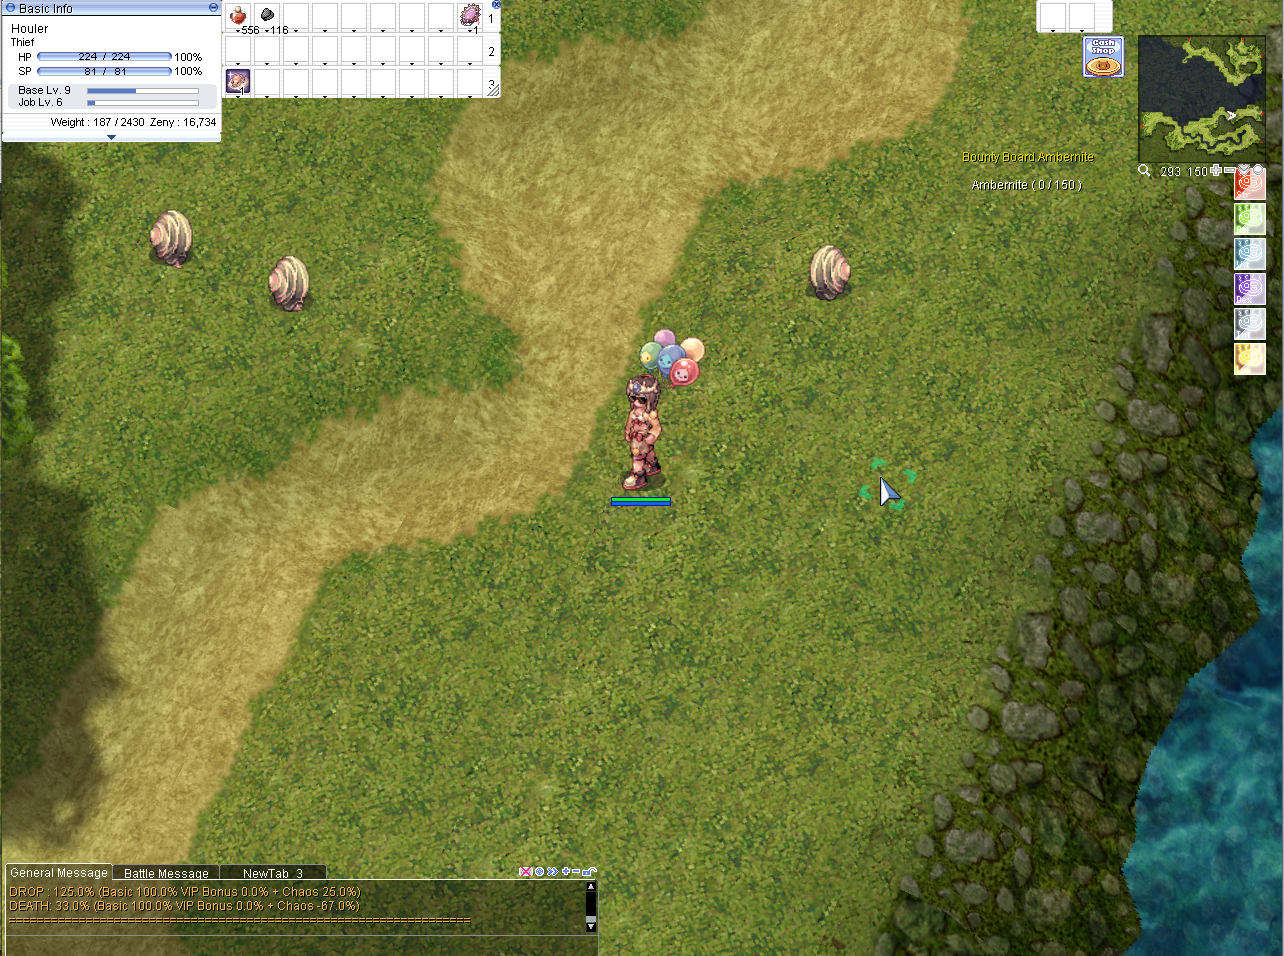 Basic Info
Houler
Thief
HP 224 / 224 100%
SP 81 / 81 100%
Base Lv. 9
Job Lv. 6
Weight : 187 / 2430 Zeny : 16,734
556 116 1 1
2
1 3
Cash Shop
293 150
Bounty Board Ambernite
Ambernite ( 0 / 150 )
General Message Battle Message NewTab_3
DROP : 125.0% (Basic 100.0% VIP Bonus 0.0% + Chaos 25.0%)
DEATH: 33.0% (Basic 100.0% VIP Bonus 0.0% + Chaos -67.0%)